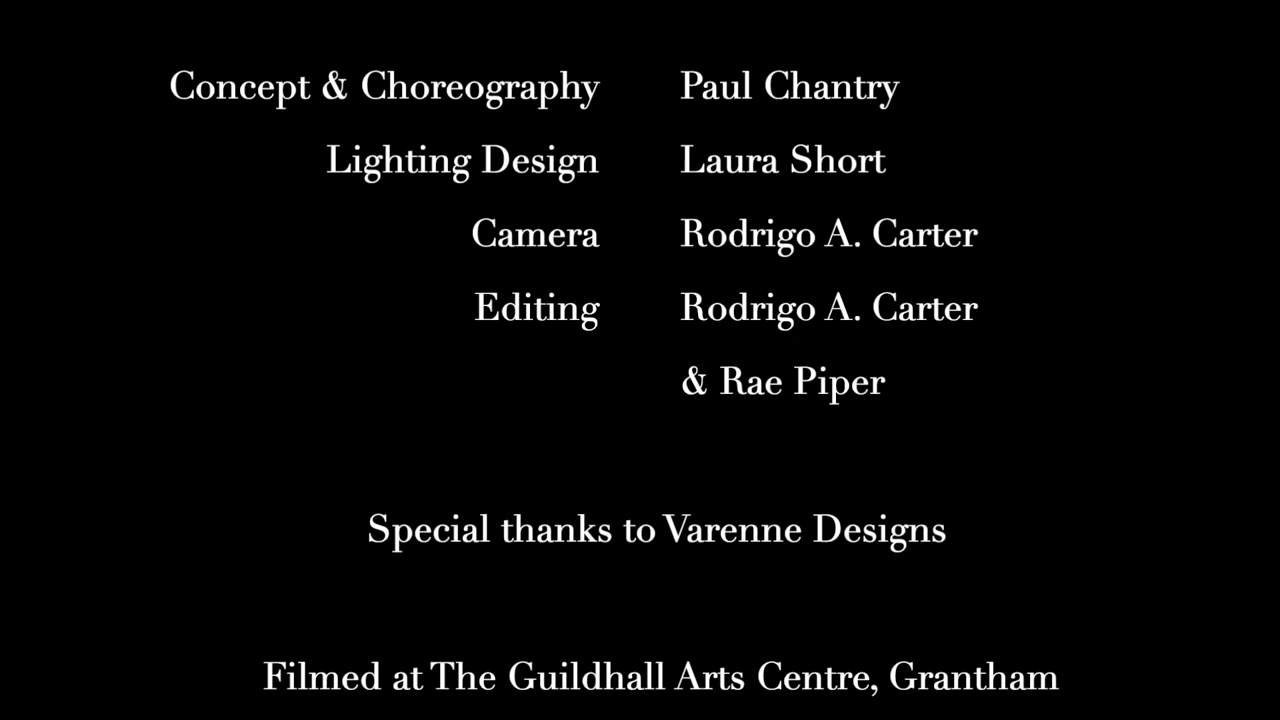 Concept & Choreography Paul Chantry
Lighting Design Laura Short
Camera Rodrigo A. Carter
Editing Rodrigo A. Carter
& Rae Piper
Special thanks to Varenne Designs
Filmed at The Guildhall Arts Centre, Grantham